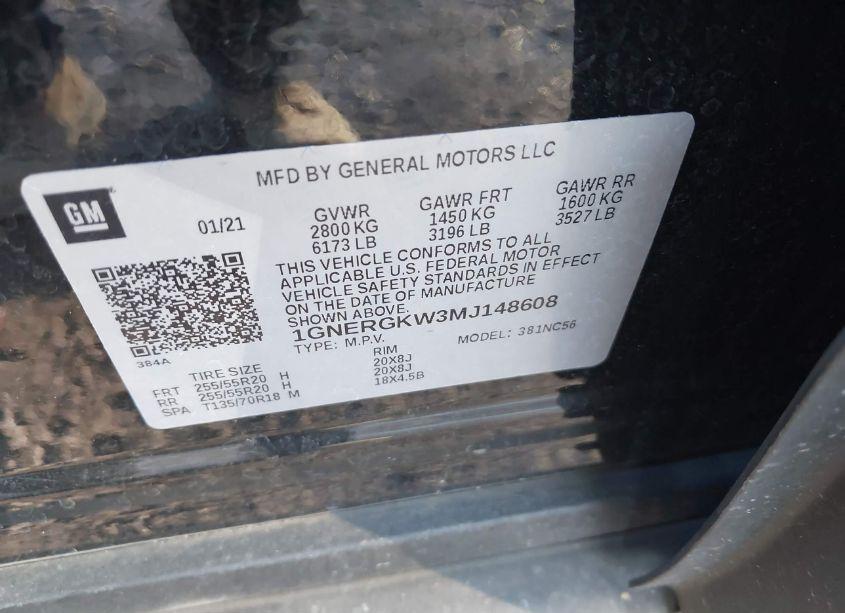 MFD BY GENERAL MOTORS LLC
GM
01/21
GVWR
2800 KG
6173 LB
GAWR FRT
1450 KG
3196 LB
GAWR RR
1600 KG
3527 LB
THIS VEHICLE CONFORMS TO ALL
APPLICABLE U.S. FEDERAL MOTOR
VEHICLE SAFETY STANDARDS IN EFFECT
ON THE DATE OF MANUFACTURE
SHOWN ABOVE.
1GNERGKW3MJ148608
TYPE: M.P.V. MODEL: 381NC56
384A
TIRE SIZE RIM
FRT 255/55R20 H 20X8J
RR 255/55R20 H 20X8J
SPA T135/70R18 M 18X4.5B